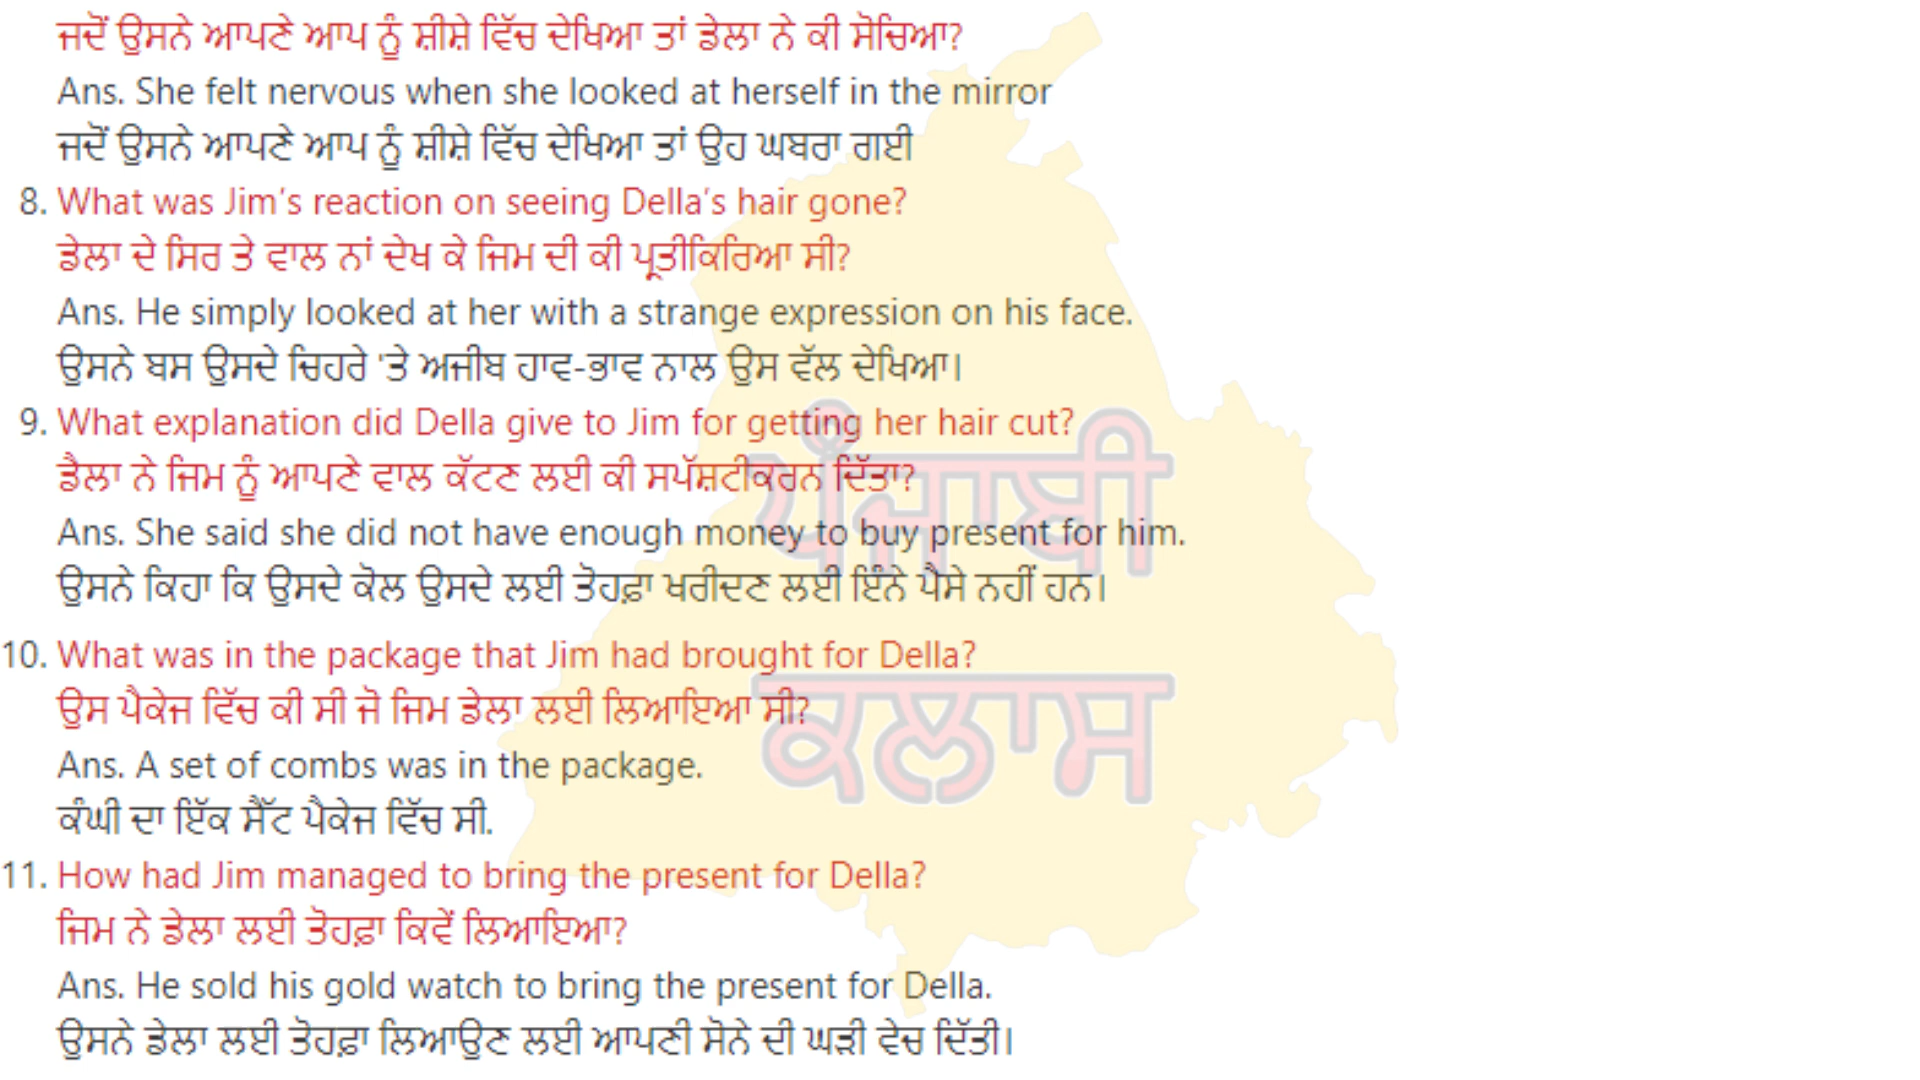 ਜਦੋਂ ਉਸਨੇ ਆਪਣੇ ਆਪ ਨੂੰ ਸ਼ੀਸ਼ੇ ਵਿੱਚ ਦੇਖਿਆ ਤਾਂ ਡੇਲਾ ਨੇ ਕੀ ਸੋਚਿਆ?
Ans. She felt nervous when she looked at herself in the mirror
ਜਦੋਂ ਉਸਨੇ ਆਪਣੇ ਆਪ ਨੂੰ ਸ਼ੀਸ਼ੇ ਵਿੱਚ ਦੇਖਿਆ ਤਾਂ ਉਹ ਘਬਰਾ ਗਈ
8. What was Jim's reaction on seeing Della's hair gone?
ਡੇਲਾ ਦੇ ਸਿਰ ਤੇ ਵਾਲ ਨਾਂ ਦੇਖ ਕੇ ਜਿਮ ਦੀ ਕੀ ਪ੍ਰਤੀਕਿਰਿਆ ਸੀ?
Ans. He simply looked at her with a strange expression on his face.
ਉਸਨੇ ਬਸ ਉਸਦੇ ਚਿਹਰੇ 'ਤੇ ਅਜੀਬ ਹਾਵ-ਭਾਵ ਨਾਲ ਉਸ ਵੱਲ ਦੇਖਿਆ।
9. What explanation did Della give to Jim for getting her hair cut?
ਡੈਲਾ ਨੇ ਜਿਮ ਨੂੰ ਆਪਣੇ ਵਾਲ ਕੱਟਣ ਲਈ ਕੀ ਸਪੱਸ਼ਟੀਕਰਨ ਦਿੱਤਾ?
Ans. She said she did not have enough money to buy present for him.
ਉਸਨੇ ਕਿਹਾ ਕਿ ਉਸਦੇ ਕੋਲ ਉਸਦੇ ਲਈ ਤੋਹਫ਼ਾ ਖਰੀਦਣ ਲਈ ਇੰਨੇ ਪੈਸੇ ਨਹੀਂ ਹਨ।
10. What was in the package that Jim had brought for Della?
ਉਸ ਪੈਕੇਜ ਵਿੱਚ ਕੀ ਸੀ ਜੋ ਜਿਮ ਡੇਲਾ ਲਈ ਲਿਆਇਆ ਸੀ?
Ans. A set of combs was in the package.
ਕੰਘੀ ਦਾ ਇੱਕ ਸੈੱਟ ਪੈਕੇਜ ਵਿੱਚ ਸੀ.
11. How had Jim managed to bring the present for Della?
ਜਿਮ ਨੇ ਡੇਲਾ ਲਈ ਤੋਹਫ਼ਾ ਕਿਵੇਂ ਲਿਆਇਆ?
Ans. He sold his gold watch to bring the present for Della.
ਉਸਨੇ ਡੇਲਾ ਲਈ ਤੋਹਫ਼ਾ ਲਿਆਉਣ ਲਈ ਆਪਣੀ ਸੋਨੇ ਦੀ ਘੜੀ ਵੇਚ ਦਿੱਤੀ।
ਪੰਜਾਬੀ
ਕਲਾਸ